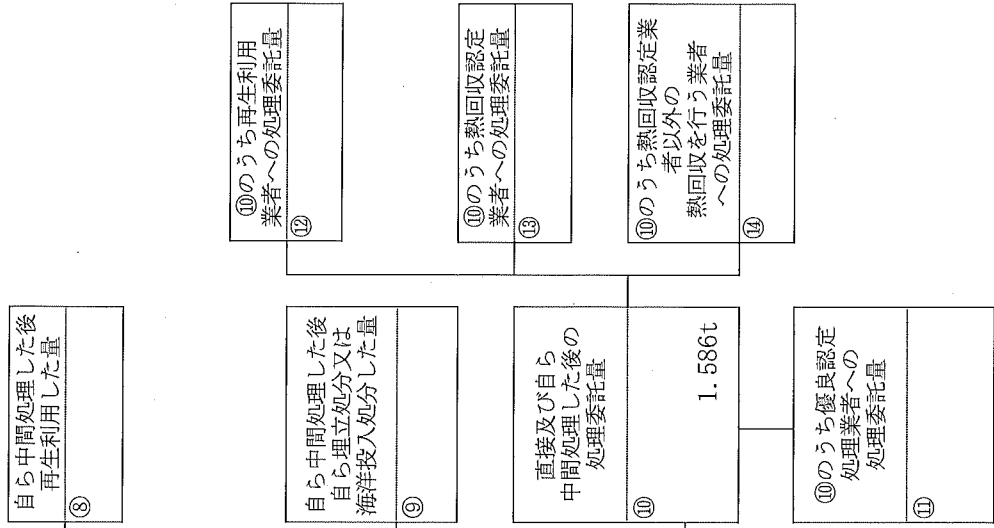 自ら中間処理した後
再生利用した量
⑧
自ら中間処理した後
自ら埋立処分又は
海洋投入処分した量
⑨
直接及び自ら
中間処理した後の
処理委託量
⑩
1.586t
⑩のうち優良認定
処理業者への
処理委託量
⑪
⑩のうち再生利用
業者への処理委託量
⑫
⑩のうち熱回収認定
業者への処理委託量
⑬
⑩のうち熱回収認定業
者以外の
熱回収を行う業者
への処理委託量
⑭